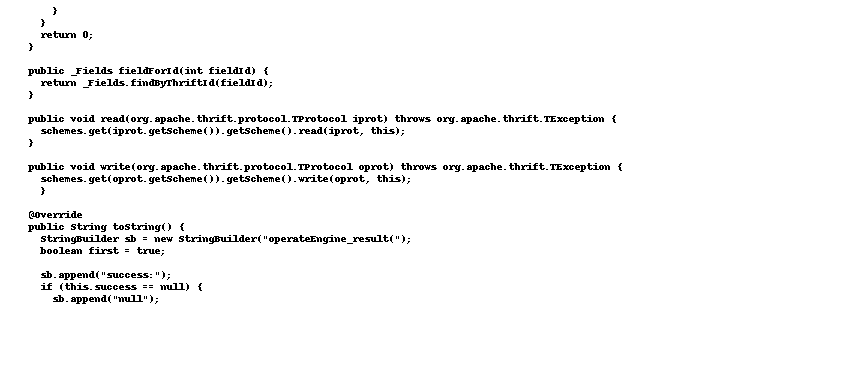 }
    }
    return 0;
  }

  public _Fields fieldForId(int fieldId) {
    return _Fields.findByThriftId(fieldId);
  }

  public void read(org.apache.thrift.protocol.TProtocol iprot) throws org.apache.thrift.TException {
    schemes.get(iprot.getScheme()).getScheme().read(iprot, this);
  }

  public void write(org.apache.thrift.protocol.TProtocol oprot) throws org.apache.thrift.TException {
    schemes.get(oprot.getScheme()).getScheme().write(oprot, this);
    }

  @Override
  public String toString() {
    StringBuilder sb = new StringBuilder("operateEngine_result(");
    boolean first = true;

    sb.append("success:");
    if (this.success == null) {
      sb.append("null");